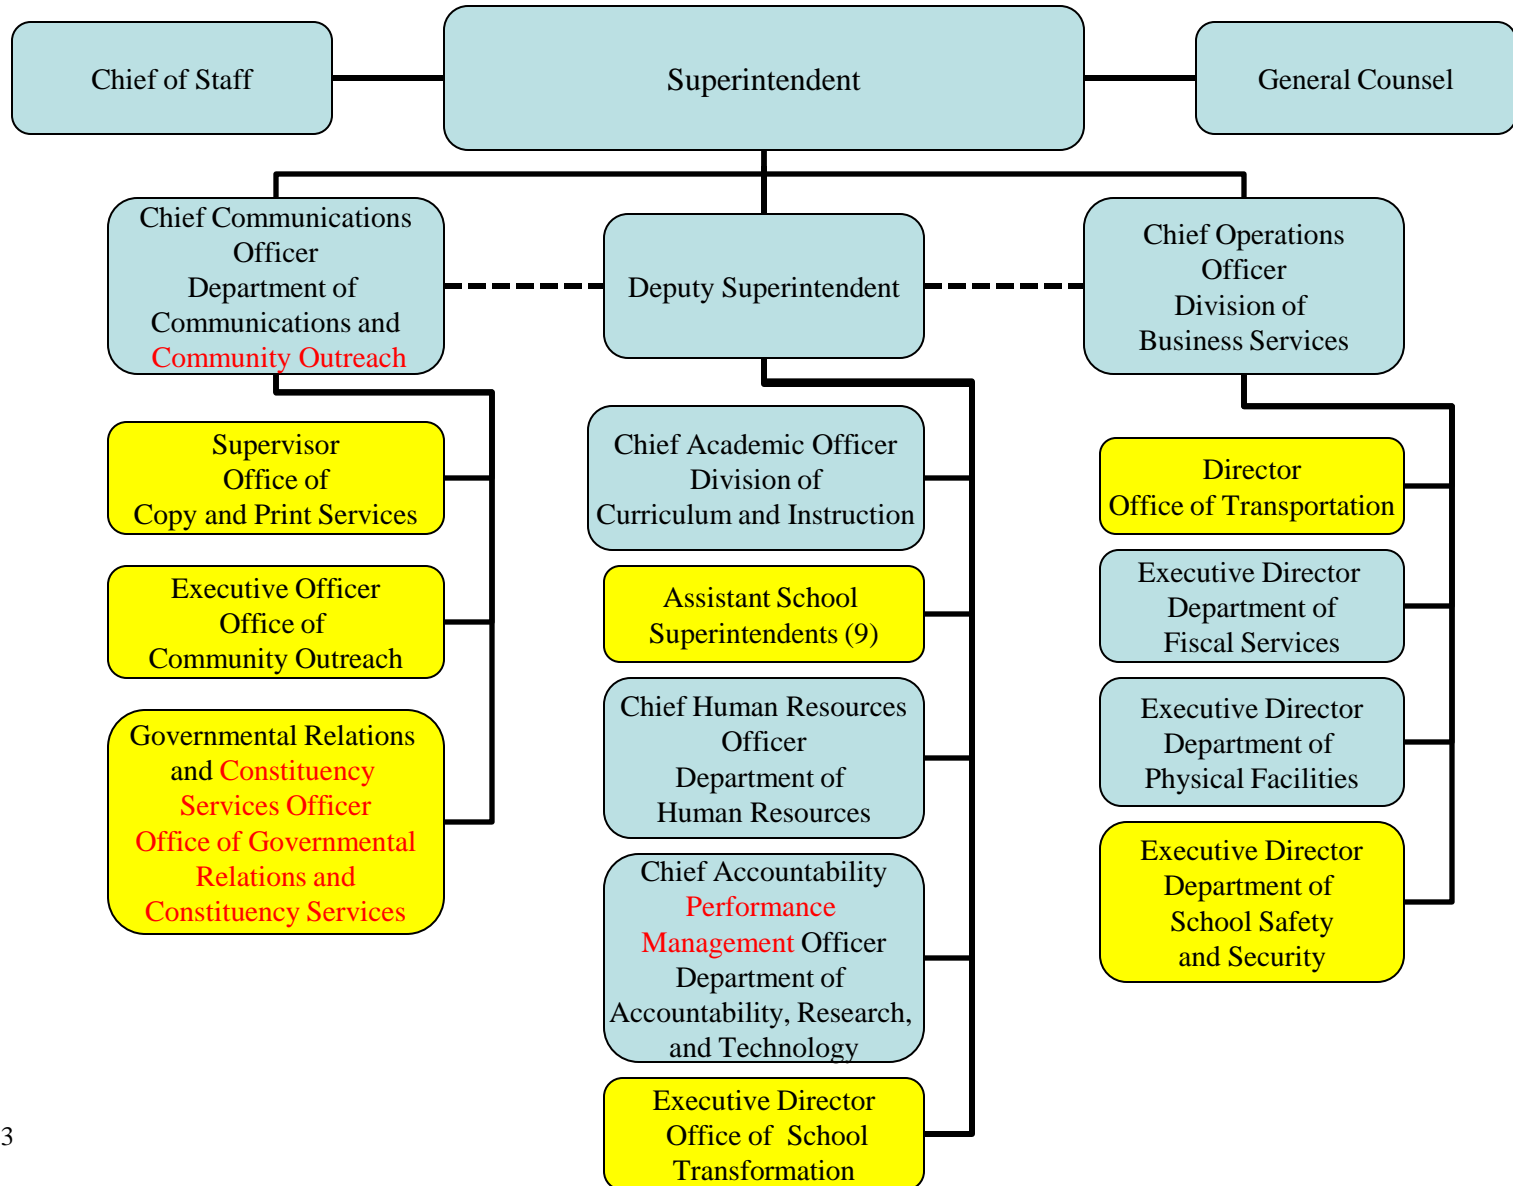 Chief of Staff
Superintendent
General Counsel
Chief Communications
Officer
Department of
Communications and
Community Outreach
Deputy Superintendent
Chief Operations
Officer
Division of
Business Services
Supervisor
Office of
Copy and Print Services
Executive Officer
Office of
Community Outreach
Governmental Relations
and Constituency
Services Officer
Office of Governmental
Relations and
Constituency Services
Chief Academic Officer
Division of
Curriculum and Instruction
Assistant School
Superintendents (9)
Chief Human Resources
Officer
Department of
Human Resources
Chief Accountability
Performance
Management Officer
Department of
Accountability, Research,
and Technology
Executive Director
Office of School
Transformation
Director
Office of Transportation
Executive Director
Department of
Fiscal Services
Executive Director
Department of
Physical Facilities
Executive Director
Department of
School Safety
and Security
3